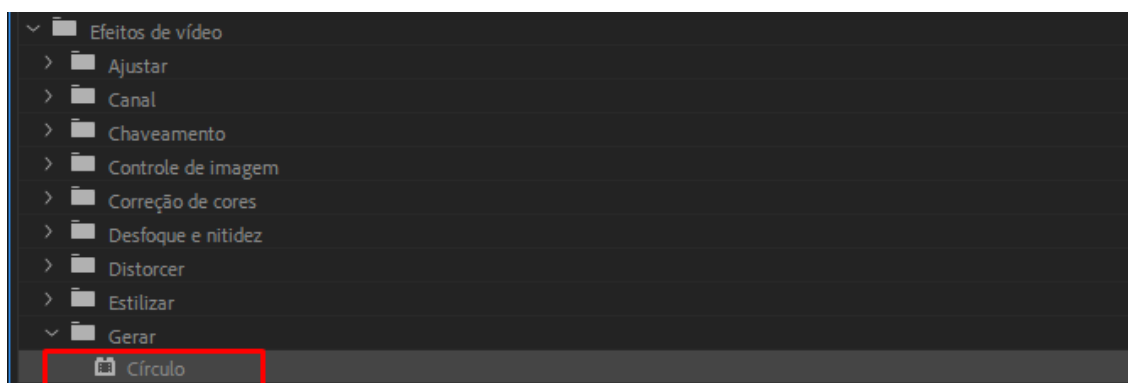 Efeitos de vídeo
Ajustar
Canal
Chaveamento
Controle de imagem
Correção de cores
Desfoque e nitidez
Distorcer
Estilizar
Gerar
Círculo